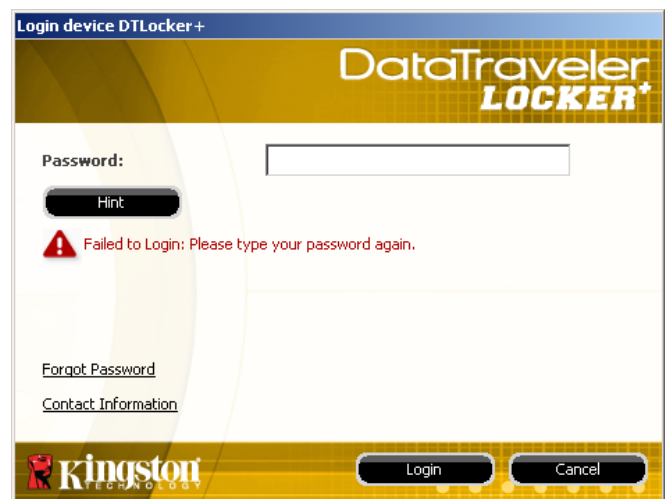 Login device DTLocker+
DataTraveler
LOCKER+
Password:
Hint
Failed to Login: Please type your password again.
Forgot Password
Contact Information
Kingston
TECHNOLOGY
Login
Cancel